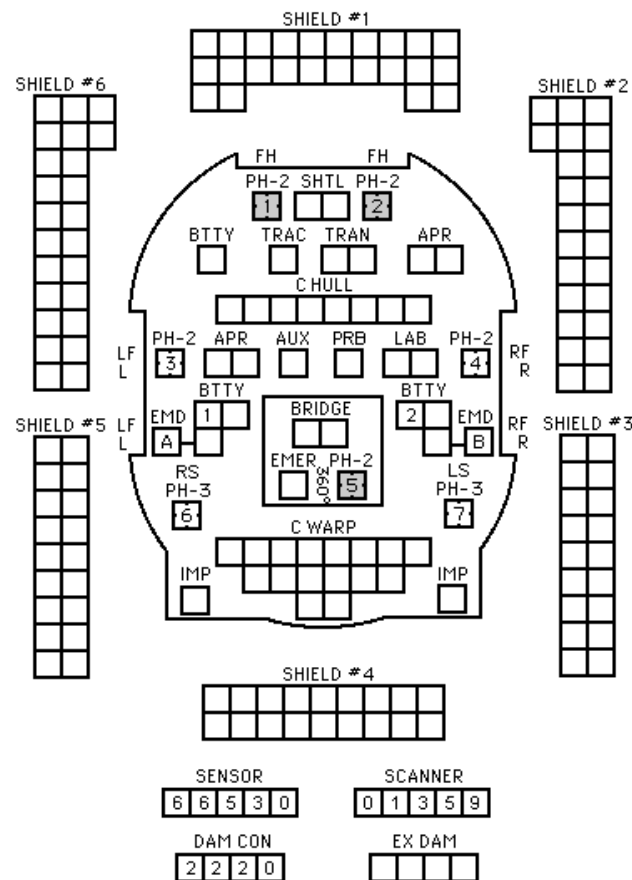 SHIELD #1
SHIELD #6
SHIELD #2
FH FH
PH-2 SHTL PH-2
1 2
BTTY TRAC TRAN APR
C HULL
PH-2 APR AUX PRB LAB PH-2
LF L 3 4 RF R
BTTY BTTY
SHIELD #5 LF L EMD 1 BRIDGE 2 EMD RF R SHIELD #3
A B
RS EMER PH-2 LS
PH-3 360° 5 PH-3
6 7
C WARP
IMP IMP
SHIELD #4
SENSOR SCANNER
6 6 5 3 0 0 1 3 5 9
DAM CON EX DAM
2 2 2 0